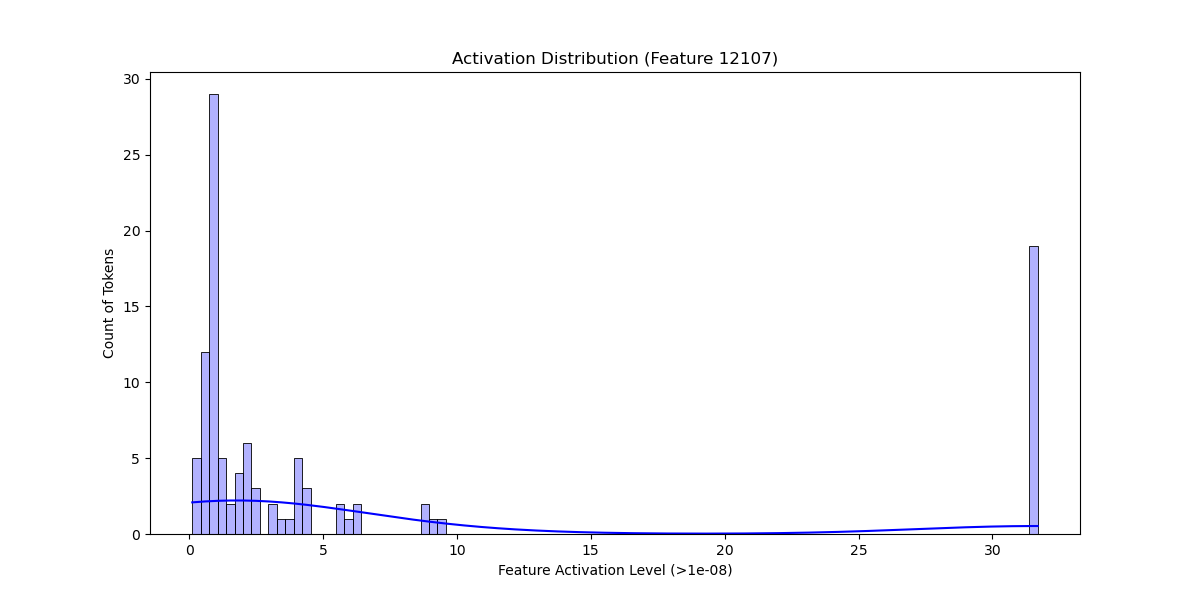 Activation Distribution (Feature 12107)
30
25
20
15
10
5
0
Count of Tokens
0 5 10 15 20 25 30
Feature Activation Level (>1e-08)